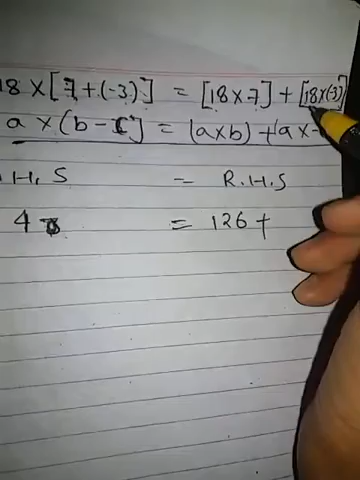 18 × [7 + (-3)] = [18 × 7] + [18 × (-3)]
a × (b - c) = (a × b) + (a × -
H.S = R.H.S
4 = 126 +